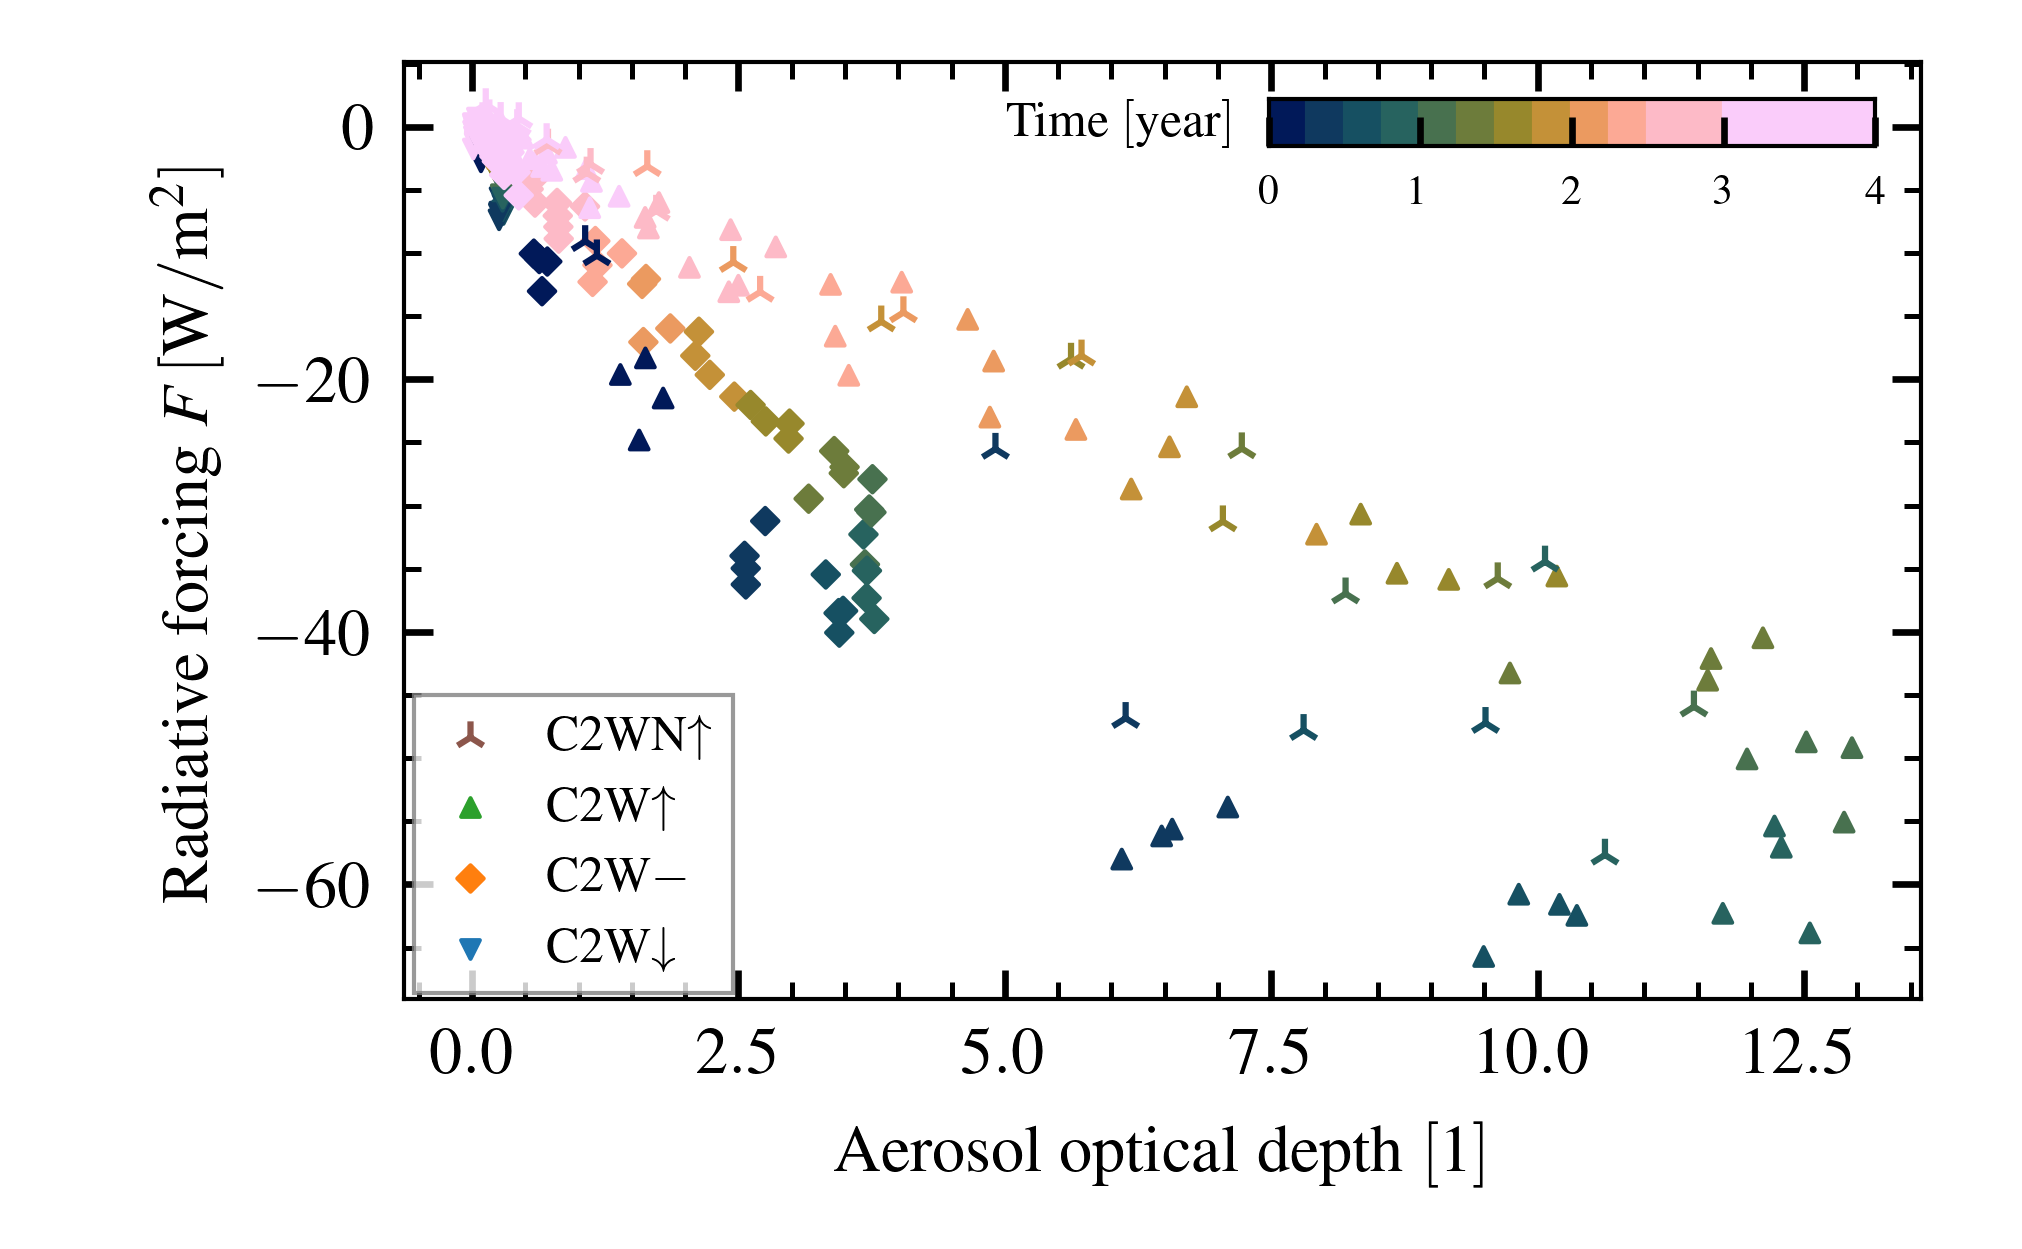 Radiative forcing F [W/m²]
0
−20
−40
−60
Time [year]
0 1 2 3 4
C2WN↑
C2W↑
C2W−
C2W↓
0.0 2.5 5.0 7.5 10.0 12.5
Aerosol optical depth [1]